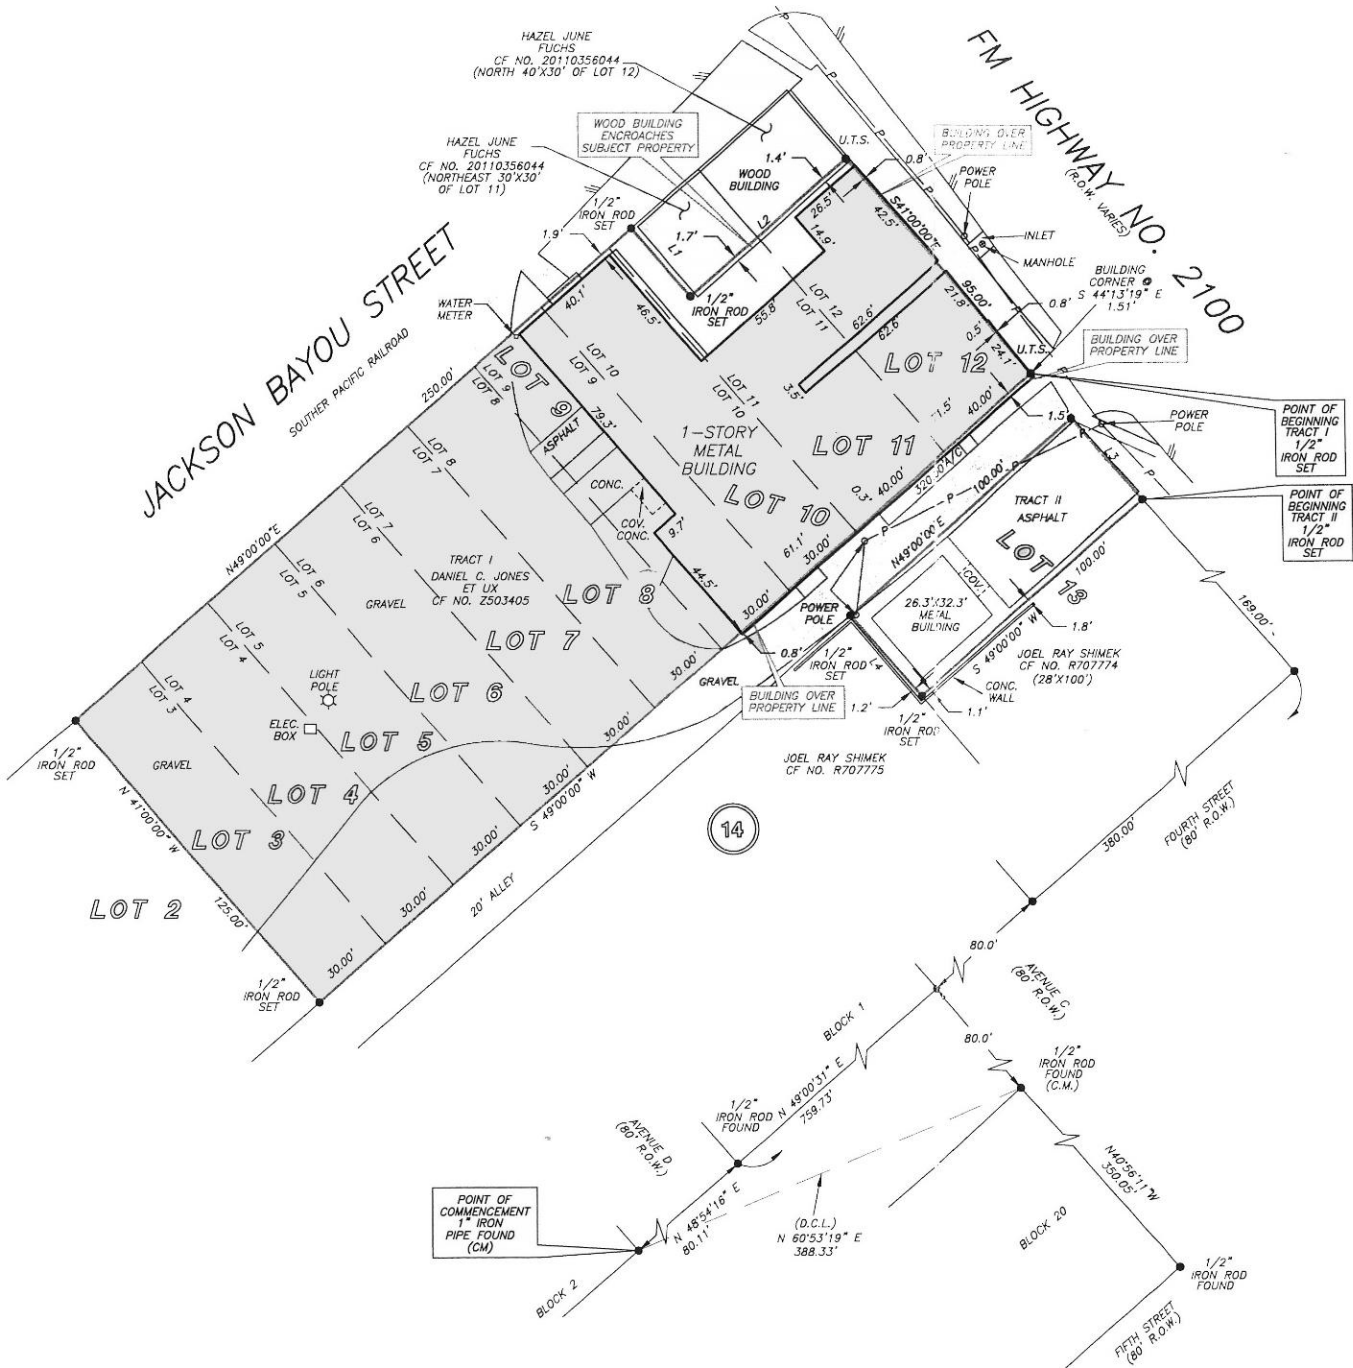 HAZEL JUNE
FUCHS
CF NO. 20110356044
(NORTH 40'X30' OF LOT 12)
HAZEL JUNE
FUCHS
CF NO. 20110356044
(NORTHEAST 30'X30'
OF LOT 11)
WOOD BUILDING
ENCROACHES
SUBJECT PROPERTY
WOOD
BUILDING
U.T.S.
1.4'
0.8'
BUILDING OVER
PROPERTY LINE
FM HIGHWAY NO. 2100
(R.O.W. VARIES)
POWER
POLE
INLET
MANHOLE
BUILDING
CORNER @
S 44°13'19" E
1.51'
0.8'
BUILDING OVER
PROPERTY LINE
U.T.S.
POINT OF
BEGINNING
TRACT I
1/2"
IRON ROD
SET
POINT OF
BEGINNING
TRACT II
1/2"
IRON ROD
SET
POWER
POLE
JACKSON BAYOU STREET
SOUTHER PACIFIC RAILROAD
1/2"
IRON ROD
SET
1.9'
WATER
METER
40.1'
46.5'
L1
1.7'
L2
26.5'
14.9'
42.5'
S41°00'00"E
95.00'
21.8'
0.5'
24.1'
1/2"
IRON ROD
SET
55.8'
62.6'
62.6'
3.5'
LOT 12
LOT 11
LOT 12
LOT 11
LOT 10
LOT 11
LOT 10
LOT 10
LOT 9
LOT 9
LOT 9
LOT 8
79.3'
ASPHALT
CONC.
COV.
CONC.
1-STORY
METAL
BUILDING
9.7'
44.5'
61.1'
0.3'
1.5'
40.00'
40.00'
30.00'
30.00'
1.5'
P
P
P
P
P
P
P
P
100.00'
N49°00'00"E
L3
TRACT II
ASPHALT
LOT 13
100.00'
COV.
26.3'X32.3'
METAL
BUILDING
S 49°00'00" W
1.8'
JOEL RAY SHIMEK
CF NO. R707774
(28'X100')
CONC.
WALL
1.1'
1.2'
L4
1/2"
IRON ROD
SET
POWER
POLE
1/2"
IRON ROD
SET
JOEL RAY SHIMEK
CF NO. R707775
BUILDING OVER
PROPERTY LINE
0.8'
GRAVEL
250.00'
N49°00'00"E
LOT 8
LOT 7
LOT 7
LOT 6
LOT 6
LOT 5
LOT 5
LOT 4
LOT 4
LOT 3
TRACT I
DANIEL C. JONES
ET UX
CF NO. Z503405
GRAVEL
LIGHT
POLE
ELEC.
BOX
GRAVEL
LOT 8
LOT 7
LOT 6
LOT 5
LOT 4
LOT 3
LOT 2
1/2"
IRON ROD
SET
N 41°00'00" W
125.00'
1/2"
IRON ROD
SET
30.00'
30.00'
30.00'
30.00'
30.00'
30.00'
S 49°00'00" W
20' ALLEY
14
169.00'
380.00'
FOURTH STREET
(80' R.O.W.)
80.0'
AVENUE C
(80' R.O.W.)
80.0'
1/2"
IRON ROD
FOUND
(C.M.)
BLOCK 1
N 49°00'31" E
759.73'
1/2"
IRON ROD
FOUND
AVENUE D
(80' R.O.W.)
N 48°54'16" E
80.11'
POINT OF
COMMENCEMENT
1" IRON
PIPE FOUND
(CM)
BLOCK 2
(D.C.L.)
N 60°53'19" E
388.33'
N40°56'11"W
350.05'
BLOCK 20
1/2"
IRON ROD
FOUND
FIFTH STREET
(80' R.O.W.)